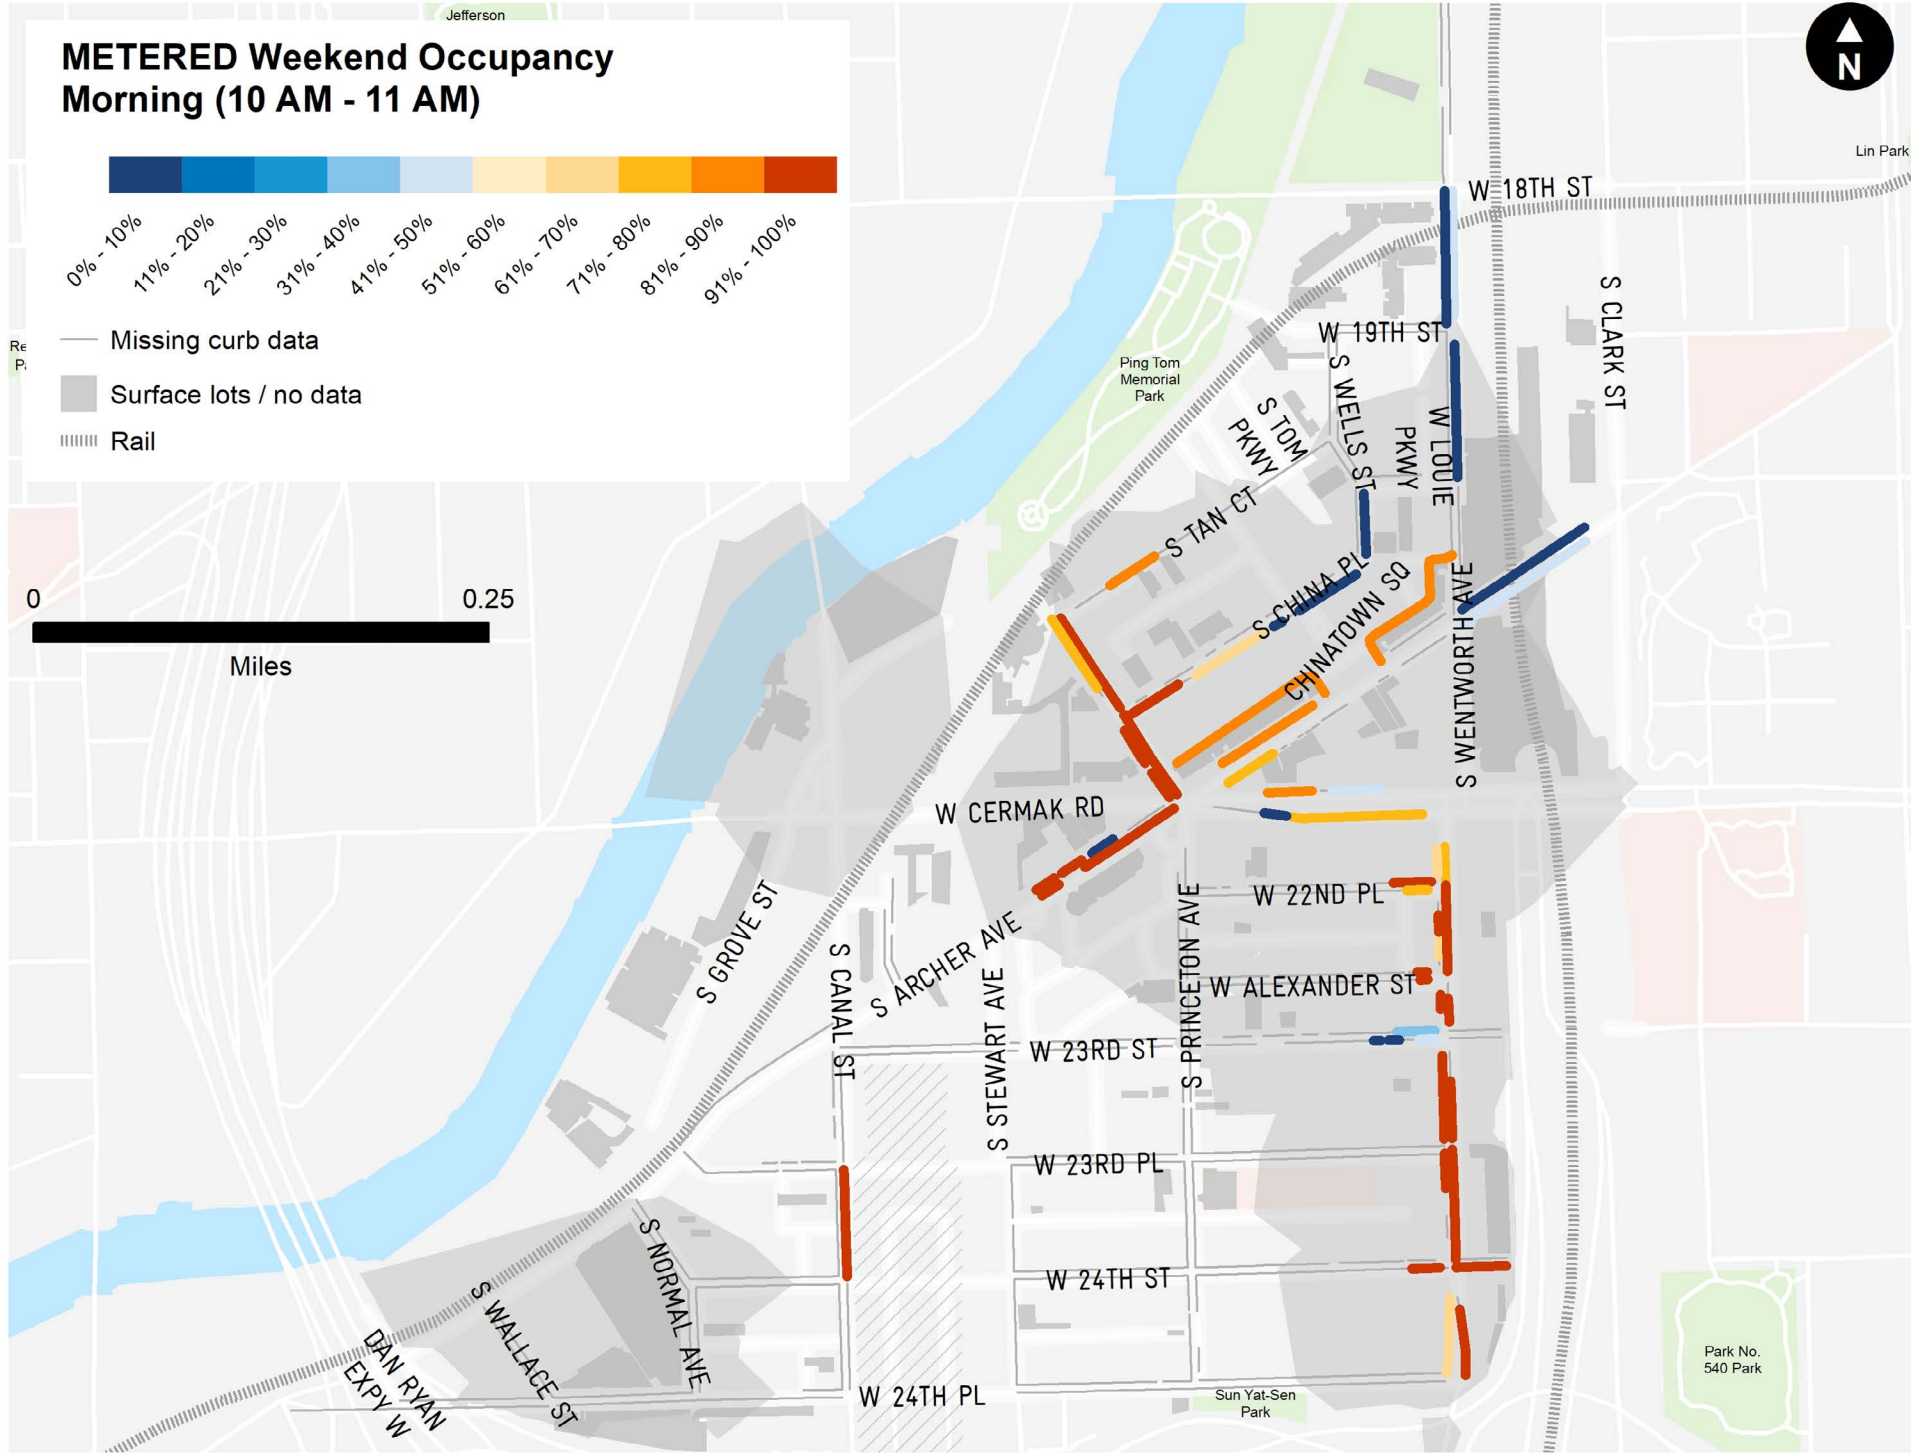 Jefferson
METERED Weekend Occupancy
Morning (10 AM - 11 AM)
0% - 10%
11% - 20%
21% - 30%
31% - 40%
41% - 50%
51% - 60%
61% - 70%
71% - 80%
81% - 90%
91% - 100%
Missing curb data
Surface lots / no data
Rail
0
0.25
Miles
N
Lin Park
W 18TH ST
S CLARK ST
W 19TH ST
Ping Tom
Memorial
Park
S WELLS ST
S TOM
PKWY
W LOUIE
PKWY
S TAN CT
S CHINA PL
CHINATOWN SQ
S WENTWORTH AVE
W CERMAK RD
W 22ND PL
S GROVE ST
S CANAL ST
S ARCHER AVE
S STEWART AVE
S PRINCETON AVE
W ALEXANDER ST
W 23RD ST
W 23RD PL
W 24TH ST
S NORMAL AVE
S WALLACE ST
DAN RYAN
EXPY W
W 24TH PL
Sun Yat-Sen
Park
Park No.
540 Park